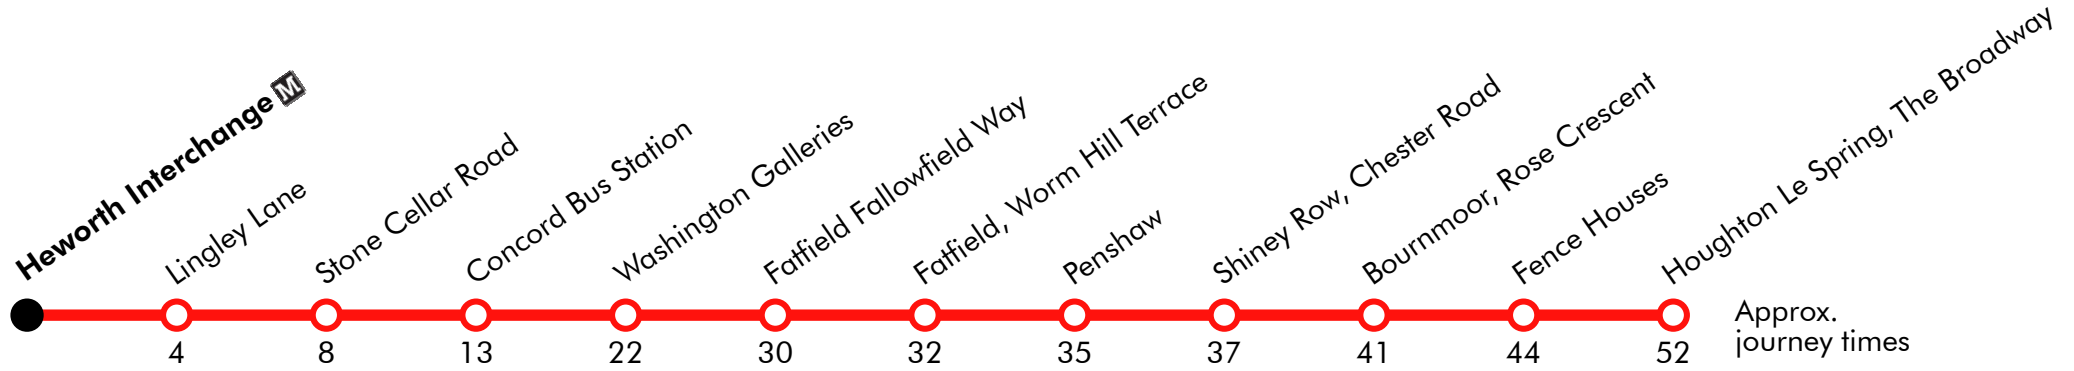 Heworth Interchange M
Lingley Lane
Stone Cellar Road
Concord Bus Station
Washington Galleries
Fatfield Fallowfield Way
Fatfield, Worm Hill Terrace
Penshaw
Shiney Row, Chester Road
Bournmoor, Rose Crescent
Fence Houses
Houghton Le Spring, The Broadway
4 8 13 22 30 32 35 37 41 44 52
Approx.
journey times